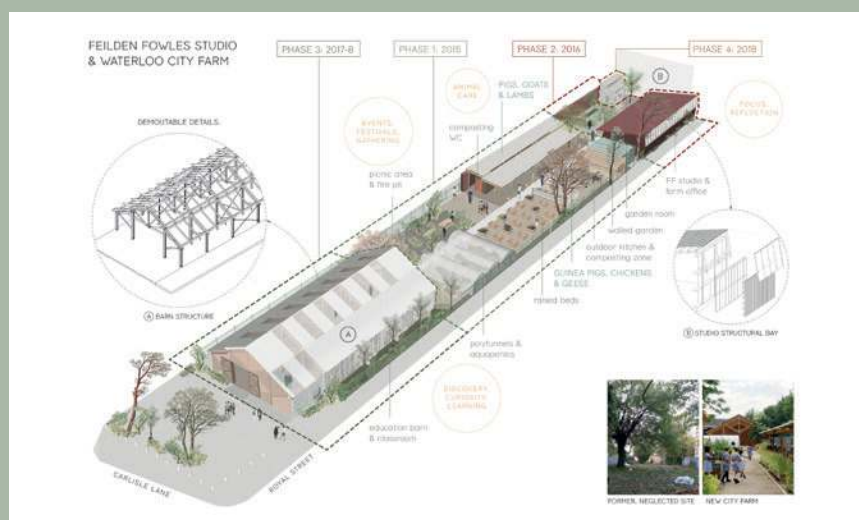 FEILDEN FOWLES STUDIO
& WATERLOO CITY FARM
PHASE 3: 2017-8
PHASE 1: 2015
PHASE 2: 2016
PHASE 4: 2018
B
DEMOUTABLE DETAILS:
ANIMAL
CARE
PIGS, GOATS
& LAMBS
EVENTS,
FESTIVALS,
GATHERING
composting
WC
FOCUS,
REFLECTION
picnic area
& fire pit
FF studio &
farm office
garden room
walled garden
outdoor kitchen &
composting zone
GUINEA PIGS, CHICKENS
& GEESE
raised beds
A BARN STRUCTURE
A
B STUDIO STRUCTURAL BAY
polytunnels &
aquaponics
DISCOVERY,
CURIOSITY
LEARNING
education barn
& classroom
CARLISLE LANE
ROYAL STREET
FORMER, NEGLECTED SITE
NEW CITY FARM